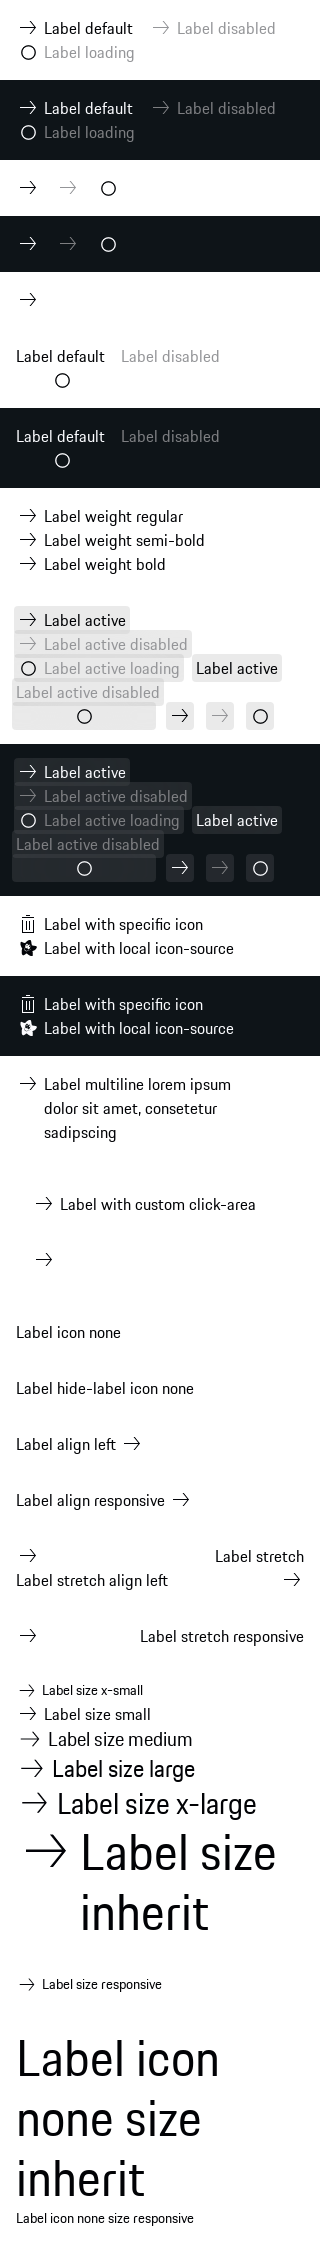 Label default Label disabled
Label loading
Label default Label disabled
Label loading
Label default Label disabled
Label default Label disabled
Label weight regular
Label weight semi-bold
Label weight bold
Label active
Label active disabled
Label active loading Label active
Label active disabled
Label active
Label active disabled
Label active loading Label active
Label active disabled
Label with specific icon
Label with local icon-source
Label with specific icon
Label with local icon-source
Label multiline lorem ipsum
dolor sit amet, consetetur
sadipscing
Label with custom click-area
Label icon none
Label hide-label icon none
Label align left
Label align responsive
Label stretch
Label stretch align left
Label stretch responsive
Label size x-small
Label size small
Label size medium
Label size large
Label size x-large
Label size
inherit
Label size responsive
Label icon
none size
inherit
Label icon none size responsive